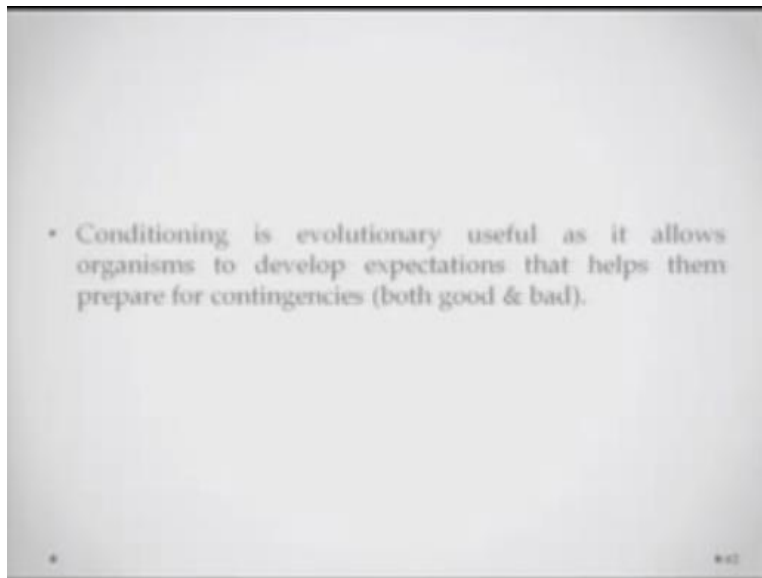 • Conditioning is evolutionary useful as it allows
organisms to develop expectations that helps them
prepare for contingencies (both good & bad).